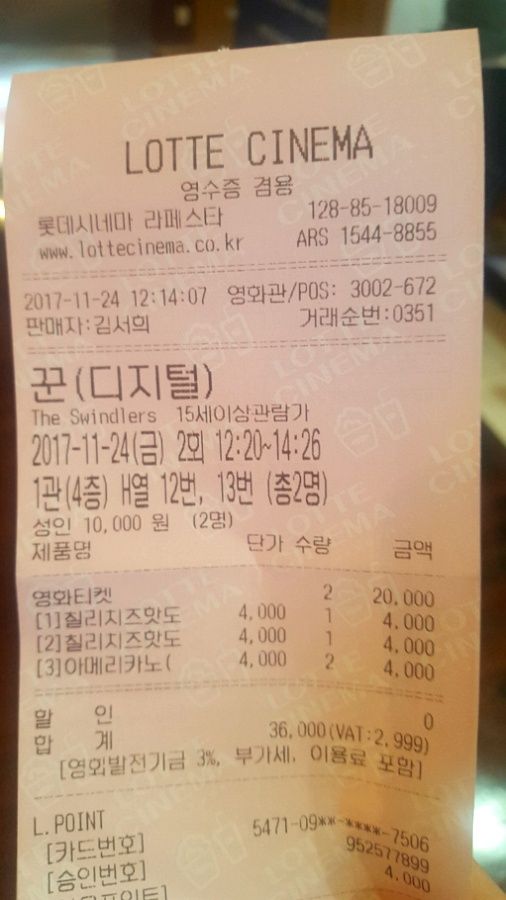 LOTTE CINEMA
영수증 겸용
롯데시네마 라페스타 128-85-18009
www.lottecinema.co.kr ARS 1544-8855
2017-11-24 12:14:07 영화관/POS: 3002-672
판매자:김서희 거래순번:0351
꾼(디지털)
The Swindlers 15세이상관람가
2017-11-24(금) 2회 12:20~14:26
1관(4층) H열 12번, 13번 (총2명)
성인 10,000 원 (2명)
제품명 단가 수량 금액
영화티켓 2 20,000
[1]칠리치즈핫도 4,000 1 4,000
[2]칠리치즈핫도 4,000 1 4,000
[3]아메리카노( 4,000 2 4,000
할 인 0
합 계 36,000(VAT:2,999)
[영화발전기금 3%, 부가세, 이용료 포함]
L.POINT
[카드번호] 5471-09**-****-7506
[승인번호] 952577899
4,000